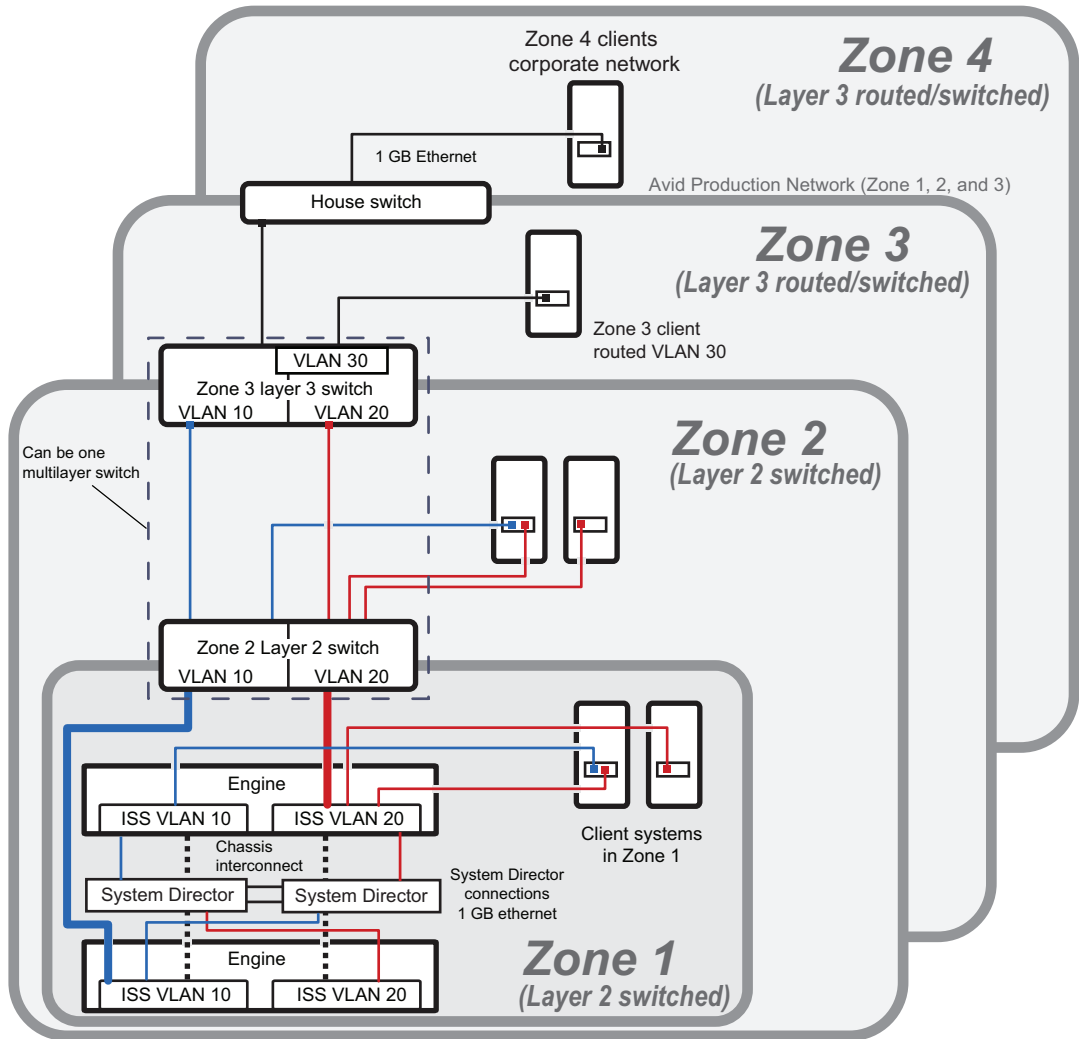 Zone 4 clients
corporate network
Zone 4
(Layer 3 routed/switched)
1 GB Ethernet
Avid Production Network (Zone 1, 2, and 3)
House switch
Zone 3
(Layer 3 routed/switched)
Zone 3 client
routed VLAN 30
VLAN 30
Zone 3 layer 3 switch
VLAN 10
VLAN 20
Can be one
multilayer switch
Zone 2
(Layer 2 switched)
Zone 2 Layer 2 switch
VLAN 10
VLAN 20
Engine
ISS VLAN 10
ISS VLAN 20
Client systems
in Zone 1
Chassis
interconnect
System Director
System Director
System Director
connections
1 GB ethernet
Engine
ISS VLAN 10
ISS VLAN 20
Zone 1
(Layer 2 switched)